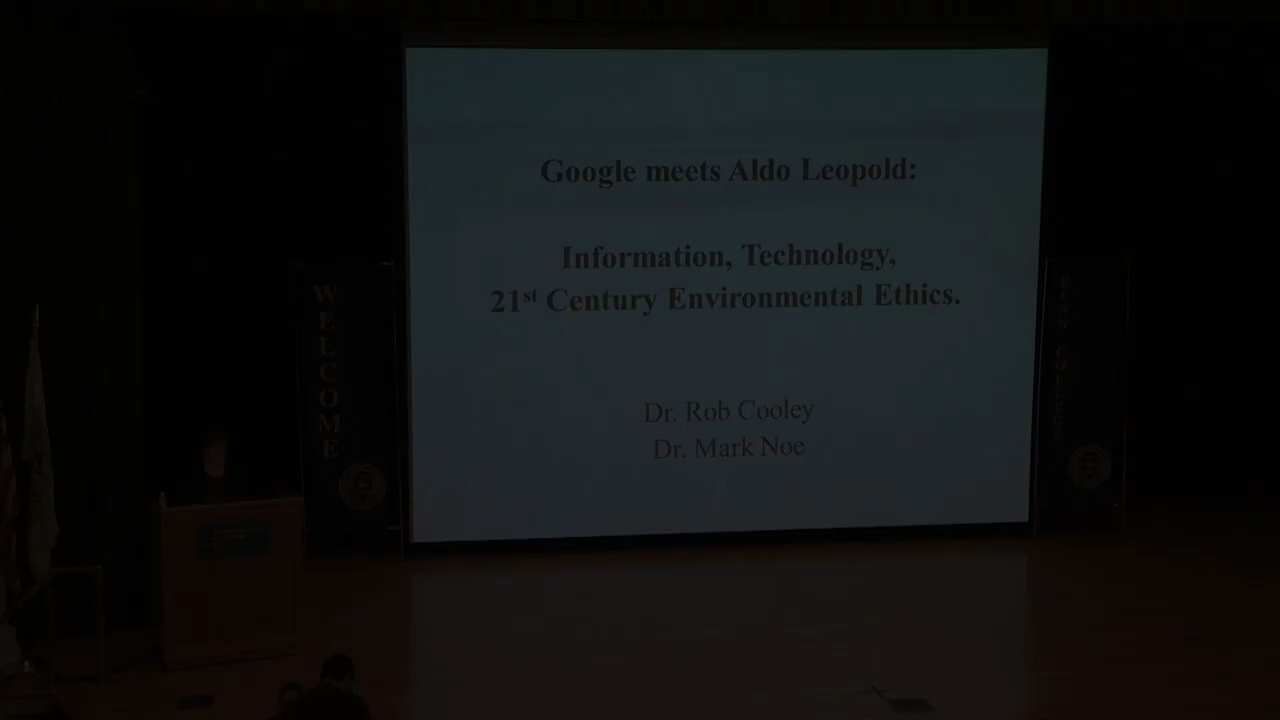 Google meets Aldo Leopold:
Information, Technology,
21st Century Environmental Ethics.
Dr. Rob Cooley
Dr. Mark Noe
WELCOME